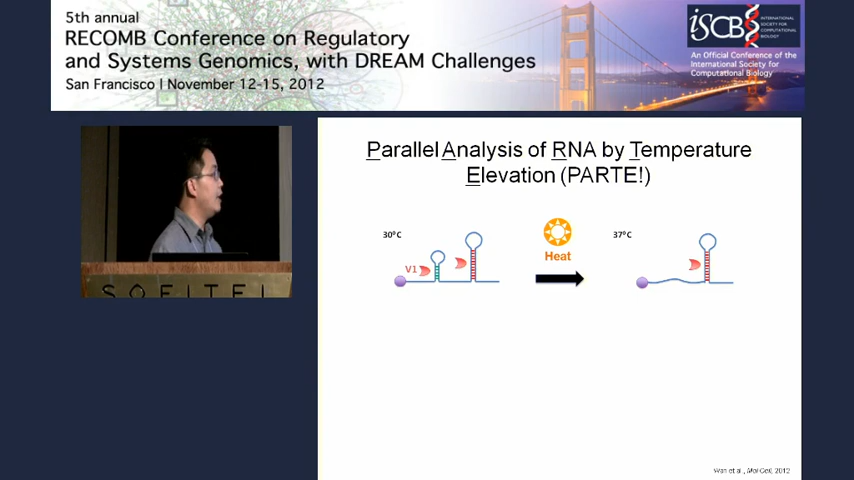 5th annual
RECOMB Conference on Regulatory
and Systems Genomics, with DREAM Challenges
San Francisco | November 12-15, 2012
iSCB
INTERNATIONAL
SOCIETY FOR
COMPUTATIONAL
BIOLOGY
An Official Conference of the
International Society for
Computational Biology
SOFITEL
Parallel Analysis of RNA by Temperature
Elevation (PARTE!)
30°C
V1
Heat
37°C
Wan et al, Mol Cell, 2012